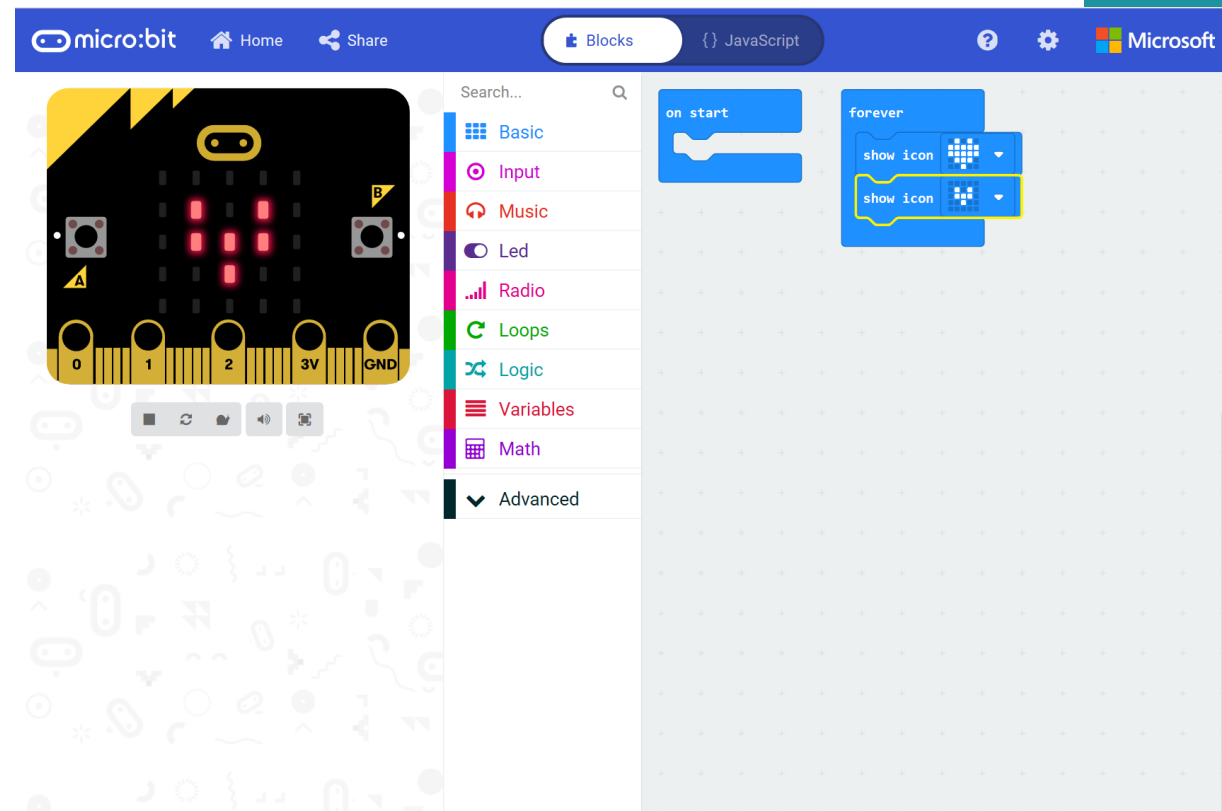 micro:bit Home Share Blocks {} JavaScript ? Microsoft
Search...
Basic
Input
Music
Led
Radio
Loops
Logic
Variables
Math
Advanced
A
B
0 1 2 3V GND
on start
forever
show icon
show icon